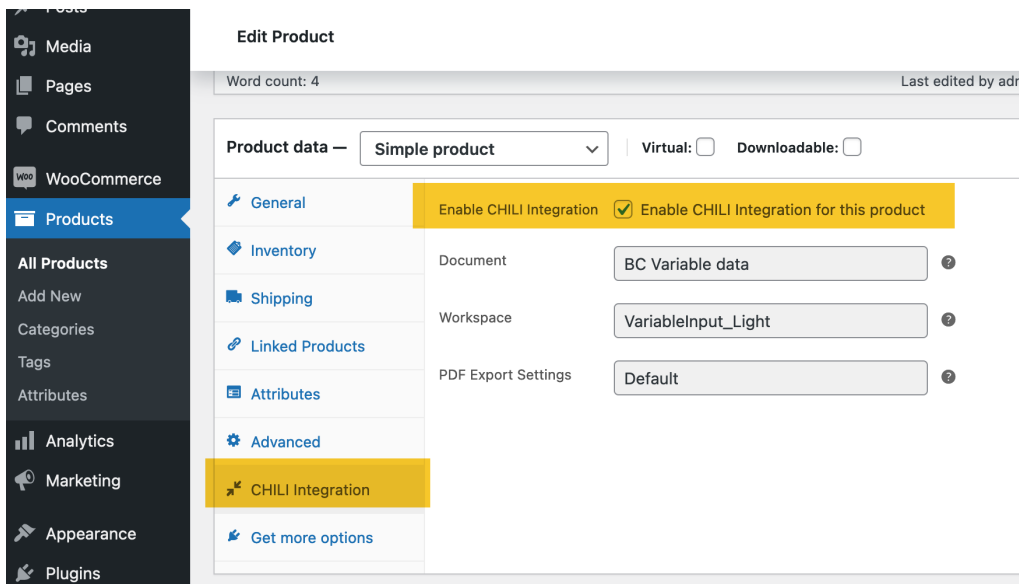 Media
Pages
Comments
WooCommerce
Products
All Products
Add New
Categories
Tags
Attributes
Analytics
Marketing
Appearance
Plugins
Edit Product
Word count: 4
Last edited by
Product data — Simple product Virtual: Downloadable:
General
Inventory
Shipping
Linked Products
Attributes
Advanced
CHILI Integration
Get more options
Enable CHILI Integration Enable CHILI Integration for this product
Document BC Variable data
Workspace VariableInput_Light
PDF Export Settings Default